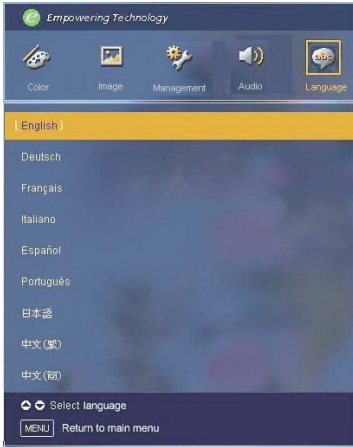 e Empowering Technology
Color Image Management Audio abc Language
[ English ]
Deutsch
Français
Italiano
Español
Português
日本語
中文(繁)
中文(简)
Select language
MENU Return to main menu